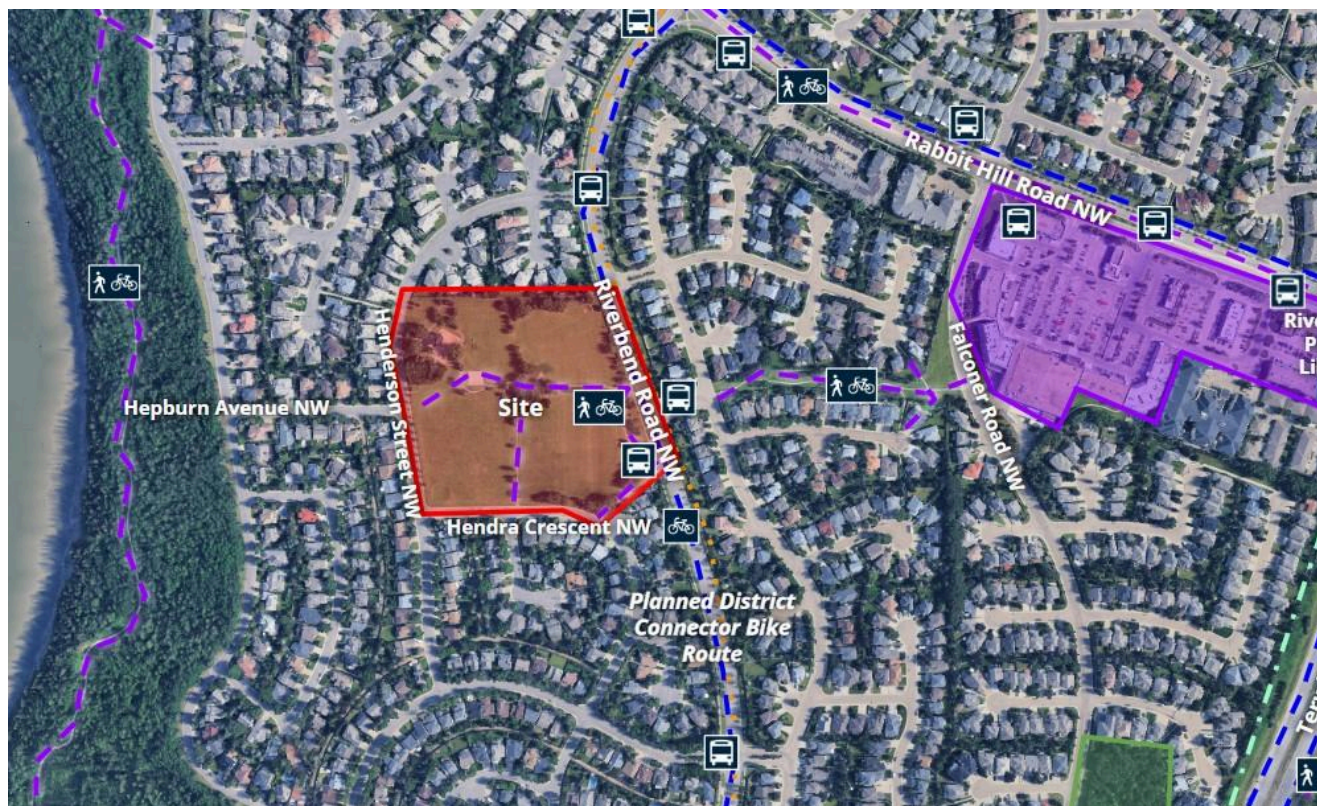 Rabbit Hill Road NW
Riverbend Road NW
Henderson Street NW
Falconer Road NW
Hepburn Avenue NW
Site
Hendra Crescent NW
Planned District
Connector Bike
Route